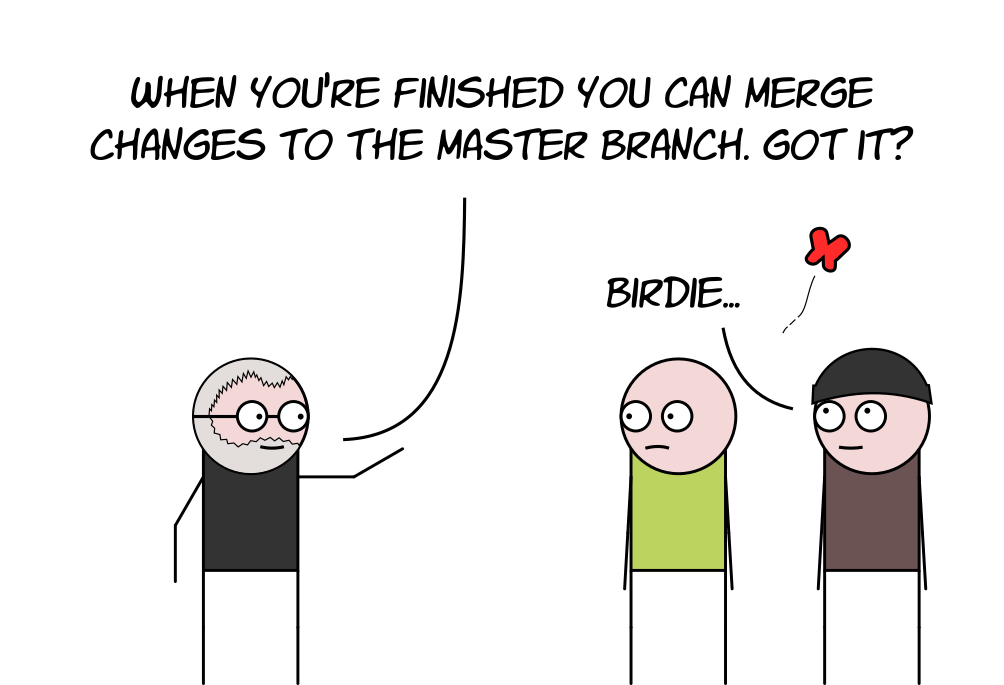 WHEN YOU'RE FINISHED YOU CAN MERGE
CHANGES TO THE MASTER BRANCH. GOT IT?
BIRDIE...